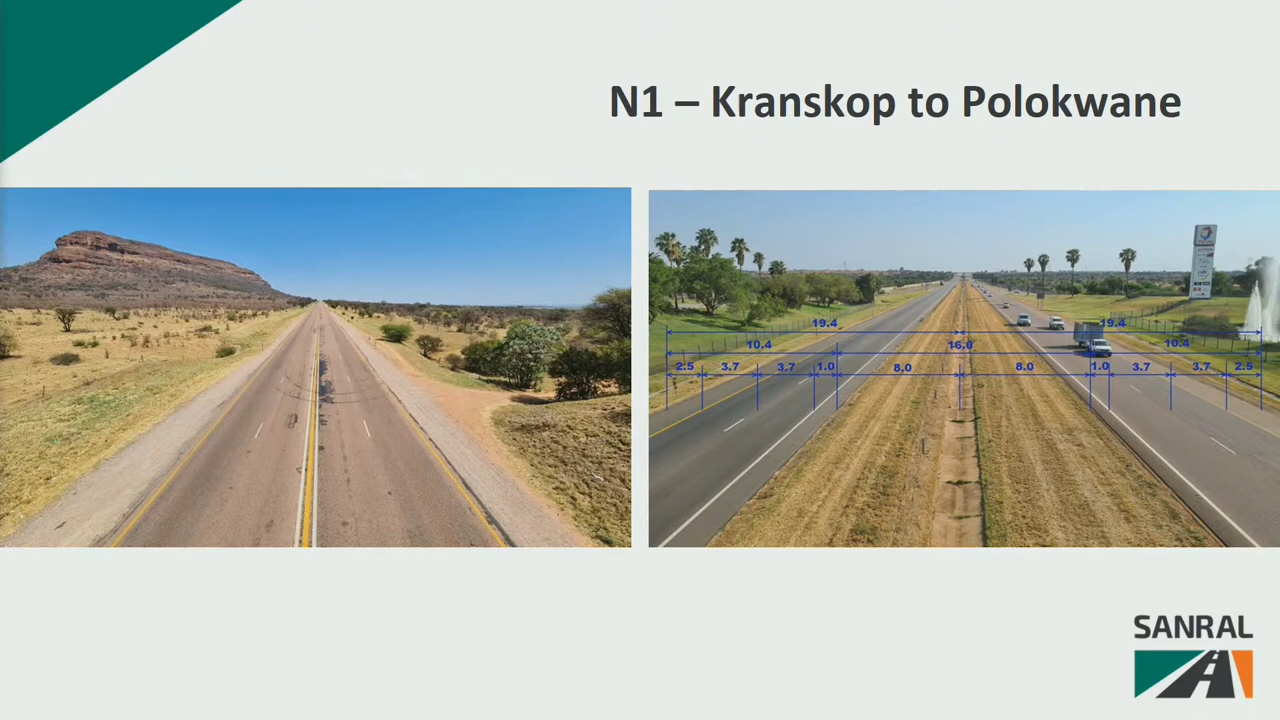 N1 – Kranskop to Polokwane
19.4 19.4
10.4 16.0 10.4
2.5 3.7 3.7 1.0 8.0 8.0 1.0 3.7 3.7 2.5
SANRAL